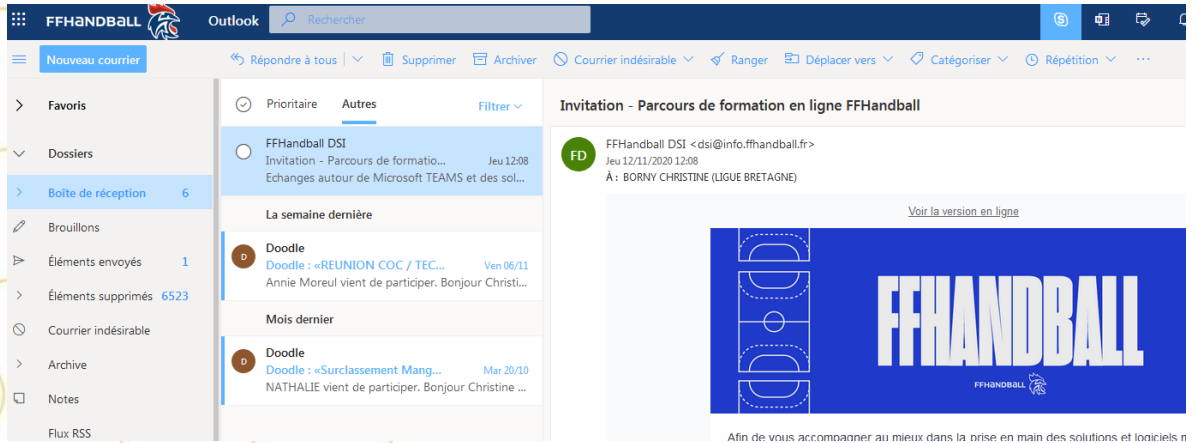 FFHANDBALL Outlook Rechercher
Nouveau courrier Répondre à tous Supprimer Archiver Courrier indésirable Ranger Déplacer vers Catégoriser Répétition ...
Favoris
Dossiers
Boîte de réception 6
Brouillons
Éléments envoyés 1
Éléments supprimés 6523
Courrier indésirable
Archive
Notes
Flux RSS
Prioritaire Autres Filtrer
FFHandball DSI
Invitation - Parcours de formatio... Jeu 12:08
Echanges autour de Microsoft TEAMS et des sol...
La semaine dernière
D
Doodle
Doodle : «REUNION COC / TEC... Ven 06/11
Annie Moreul vient de participer. Bonjour Christi...
Mois dernier
D
Doodle
Doodle : «Surclassement Mang... Mar 20/10
NATHALIE vient de participer. Bonjour Christine ...
Invitation - Parcours de formation en ligne FFHandball
FD
FFHandball DSI <dsi@info.ffhandball.fr>
Jeu 12/11/2020 12:08
À : BORNY CHRISTINE (LIGUE BRETAGNE)
Voir la version en ligne
FFHANDBALL
FFHANDBALL
Afin de vous accompagner au mieux dans la prise en main des solutions et logiciels